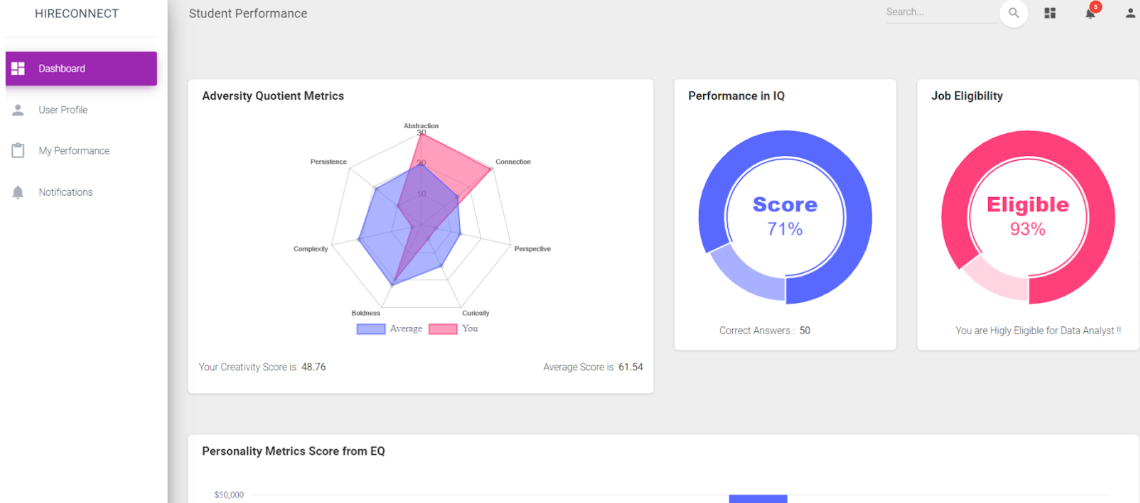 HIRECONNECT
Dashboard
User Profile
My Performance
Notifications
Student Performance
Search...
5
Adversity Quotient Metrics
Abstraction
30
Persistence
Connection
20
10
Complexity
Perspective
Boldness
Curiosity
Average
You
Your Creativity Score is 48.76
Average Score is 61.54
Performance in IQ
Score
71%
Correct Answers : 50
Job Eligibility
Eligible
93%
You are Higly Eligible for Data Analyst !!
Personality Metrics Score from EQ
$50,000